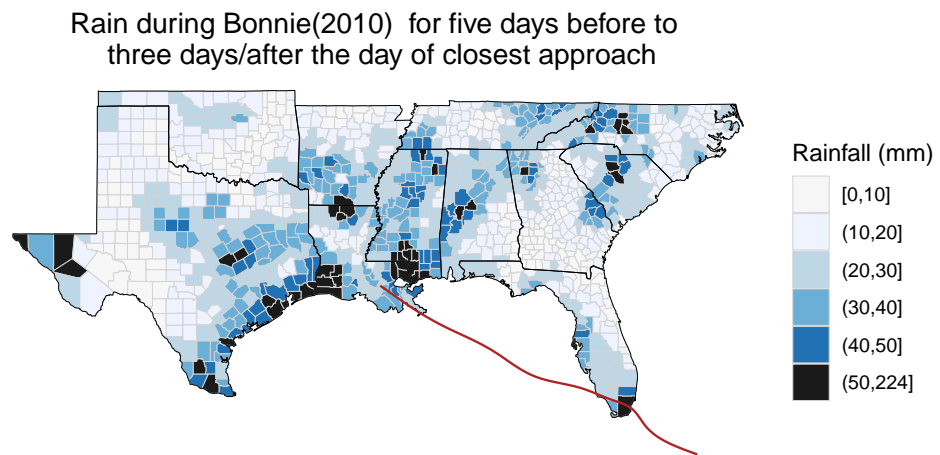 Rain during Bonnie(2010)  for five days before to
three days/after the day of closest approach
Rainfall (mm)
[0,10]
(10,20]
(20,30]
(30,40]
(40,50]
(50,224]